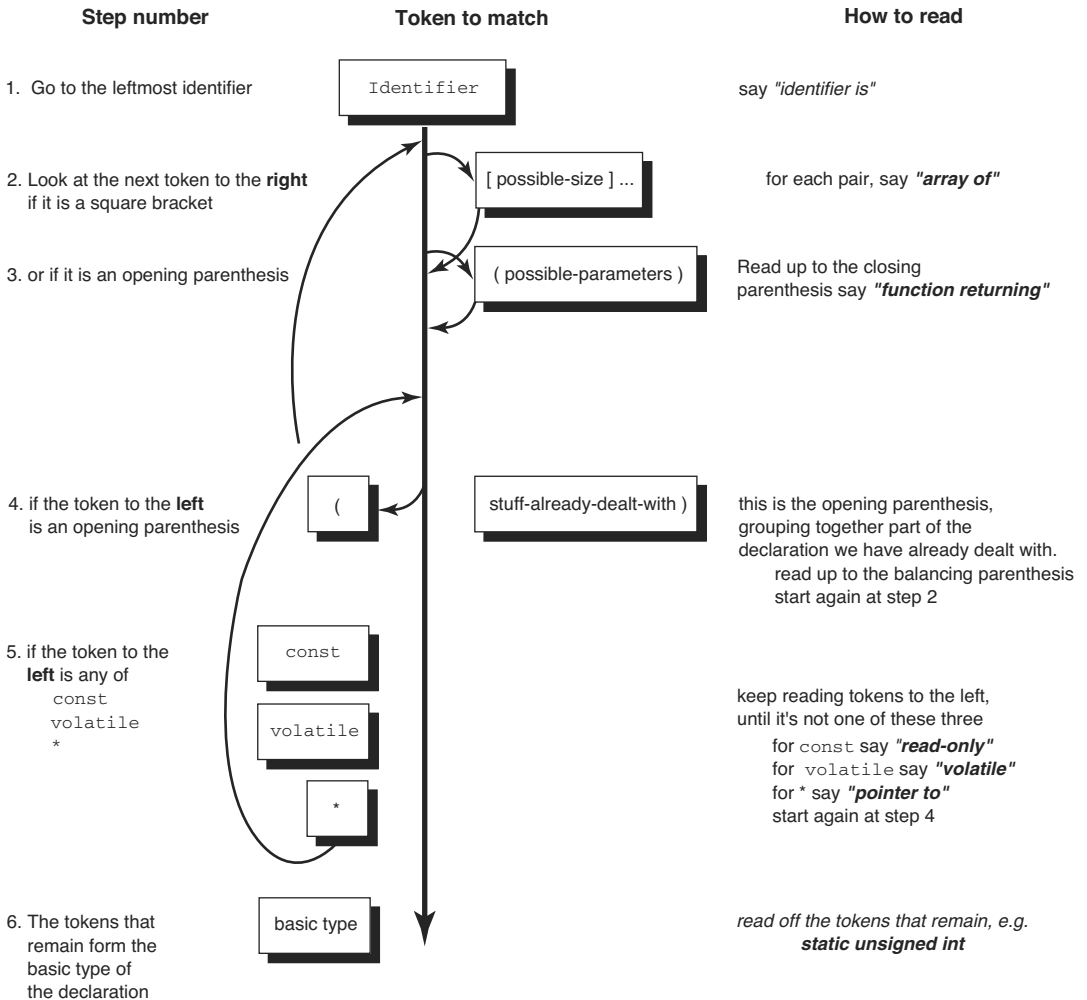 Step number
Token to match
How to read
1. Go to the leftmost identifier
Identifier
say "identifier is"
2. Look at the next token to the right
if it is a square bracket
[ possible-size ] ...
for each pair, say "array of"
3. or if it is an opening parenthesis
( possible-parameters )
Read up to the closing
parenthesis say "function returning"
4. if the token to the left
is an opening parenthesis
(
stuff-already-dealt-with )
this is the opening parenthesis,
grouping together part of the
declaration we have already dealt with.
read up to the balancing parenthesis
start again at step 2
5. if the token to the
left is any of
const
volatile
*
const
volatile
*
keep reading tokens to the left,
until it's not one of these three
for const say "read-only"
for volatile say "volatile"
for * say "pointer to"
start again at step 4
6. The tokens that
remain form the
basic type of
the declaration
basic type
read off the tokens that remain, e.g.
static unsigned int